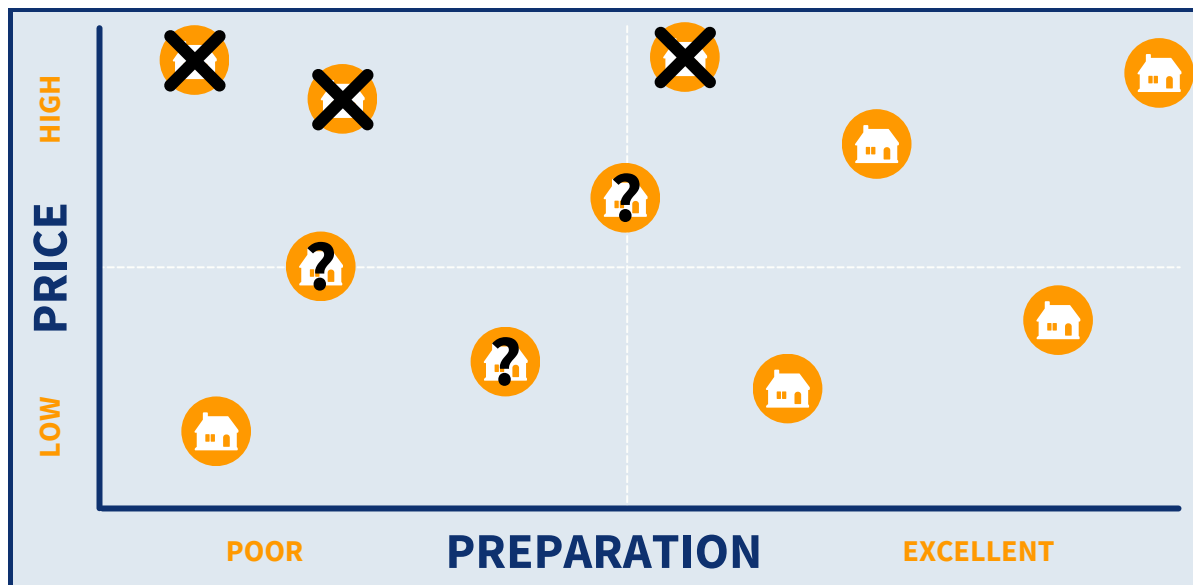 HIGH
PRICE
LOW
?
?
?
POOR
PREPARATION
EXCELLENT